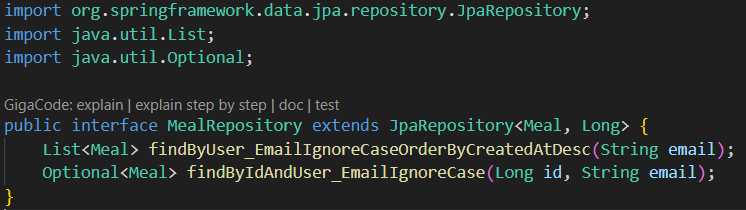 import org.springframework.data.jpa.repository.JpaRepository;
import java.util.List;
import java.util.Optional;
GigaCode: explain | explain step by step | doc | test
public interface MealRepository extends JpaRepository<Meal, Long> {
    List<Meal> findByUser_EmailIgnoreCaseOrderByCreatedAtDesc(String email);
    Optional<Meal> findByIdAndUser_EmailIgnoreCase(Long id, String email);
}